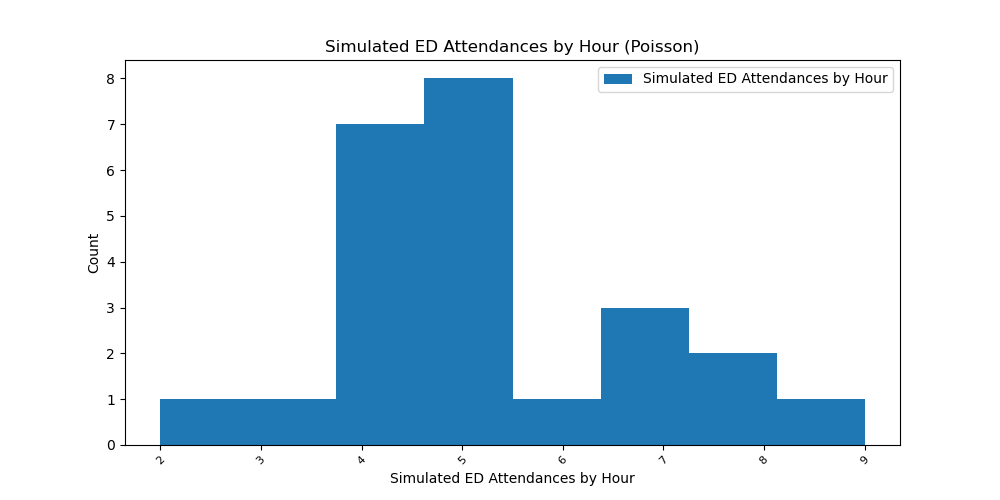 Simulated ED Attendances by Hour (Poisson)
Simulated ED Attendances by Hour
8
7
6
5
4
3
2
1
0
Count
2 3 4 5 6 7 8 9
Simulated ED Attendances by Hour